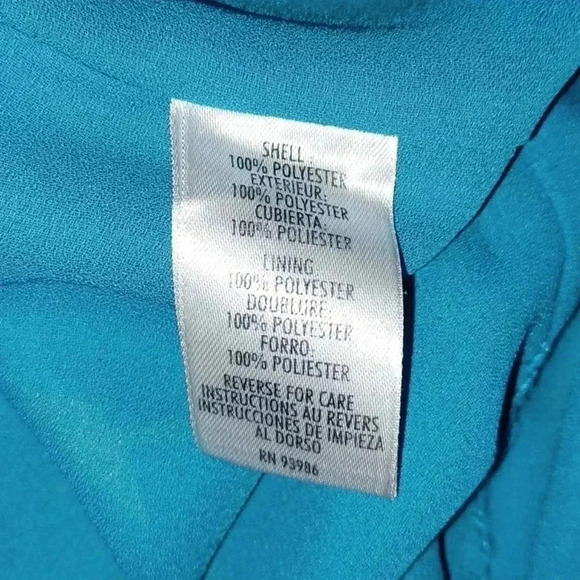 SHELL:
100% POLYESTER
EXTERIEUR:
100% POLYESTER
CUBIERTA:
100% POLIESTER
LINING
100% POLYESTER
DOUBLURE:
100% POLYESTER
FORRO:
100% POLIESTER
REVERSE FOR CARE
INSTRUCTIONS AU REVERS
INSTRUCCIONES DE IMPIEZA
AL DORSO
RN 93986